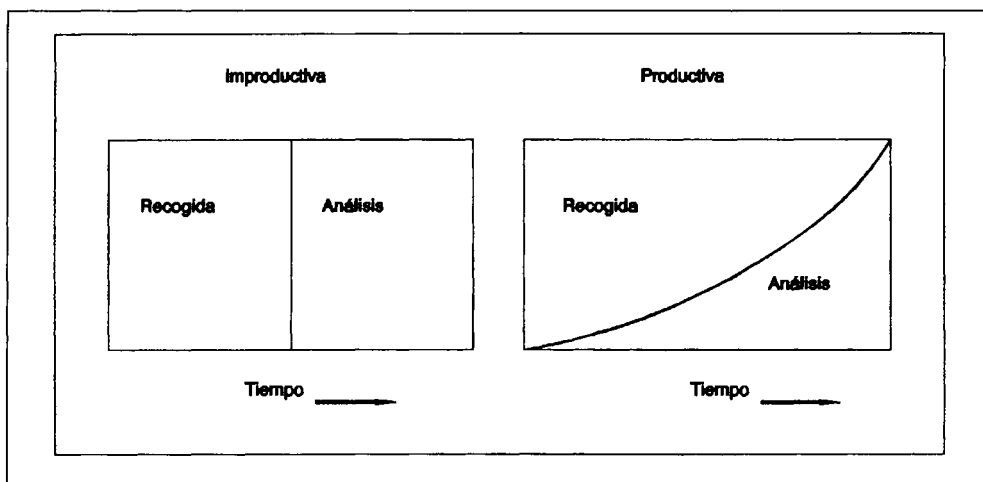 Improductiva
Productiva
Recogida
Análisis
Recogida
Análisis
Tiempo
Tiempo